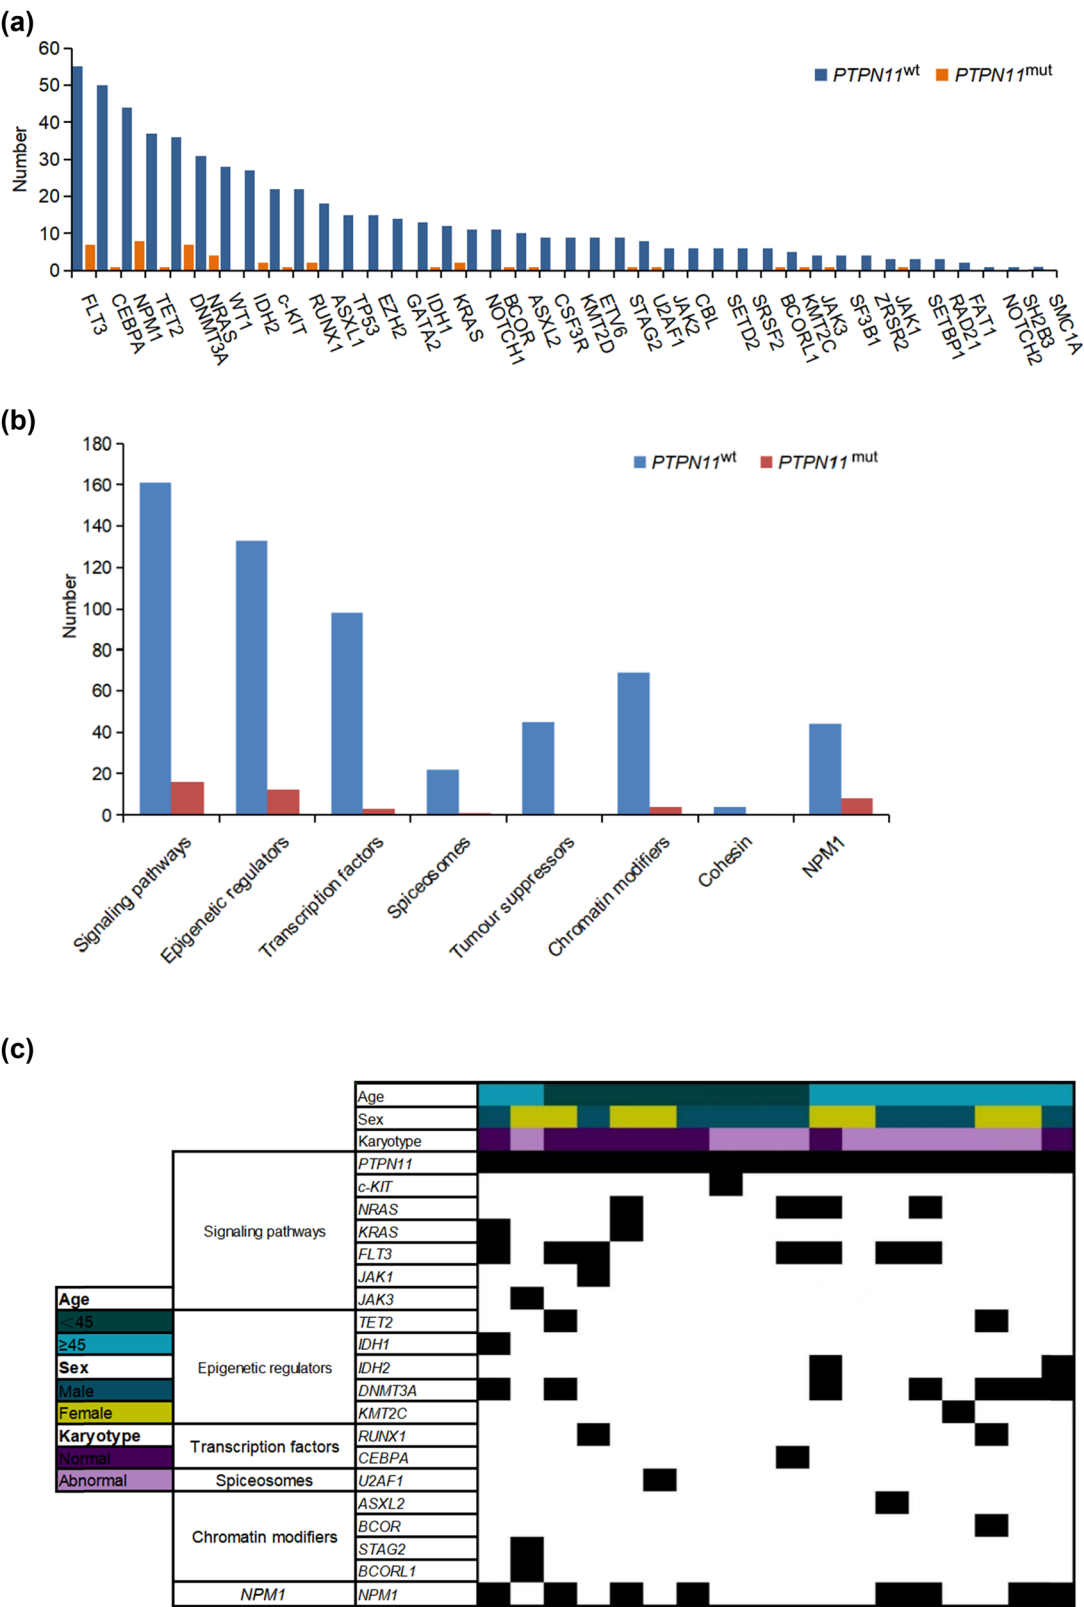 (a)
60
50
40
30
20
10
0
Number
PTPN11wt
PTPN11mut
FLT3
CEBPA
NPM1
TET2
DNMT3A
NRAS
WT1
IDH2
c-KIT
RUNX1
ASXL1
TP53
EZH2
GATA2
IDH1
KRAS
NOTCH1
BCOR
ASXL2
CSF3R
KMT2D
ETV6
STAG2
U2AF1
JAK2
CBL
SETD2
SRSF2
BCORL1
KMT2C
JAK3
SF3B1
ZRSR2
JAK1
SETBP1
RAD21
FAT1
NOTCH2
SH2B3
SMC1A
(b)
180
160
140
120
100
80
60
40
20
0
Number
PTPN11wt
PTPN11 mut
Signaling pathways
Epigenetic regulators
Transcription factors
Spiceosomes
Tumour suppressors
Chromatin modifiers
Cohesin
NPM1
(c)
Age
Sex
Karyotype
PTPN11
c-KIT
NRAS
KRAS
FLT3
JAK1
JAK3
TET2
IDH1
IDH2
DNMT3A
KMT2C
RUNX1
CEBPA
U2AF1
ASXL2
BCOR
STAG2
BCORL1
NPM1
Signaling pathways
Epigenetic regulators
Transcription factors
Spiceosomes
Chromatin modifiers
NPM1
Age
<45
≥45
Sex
Male
Female
Karyotype
Normal
Abnormal